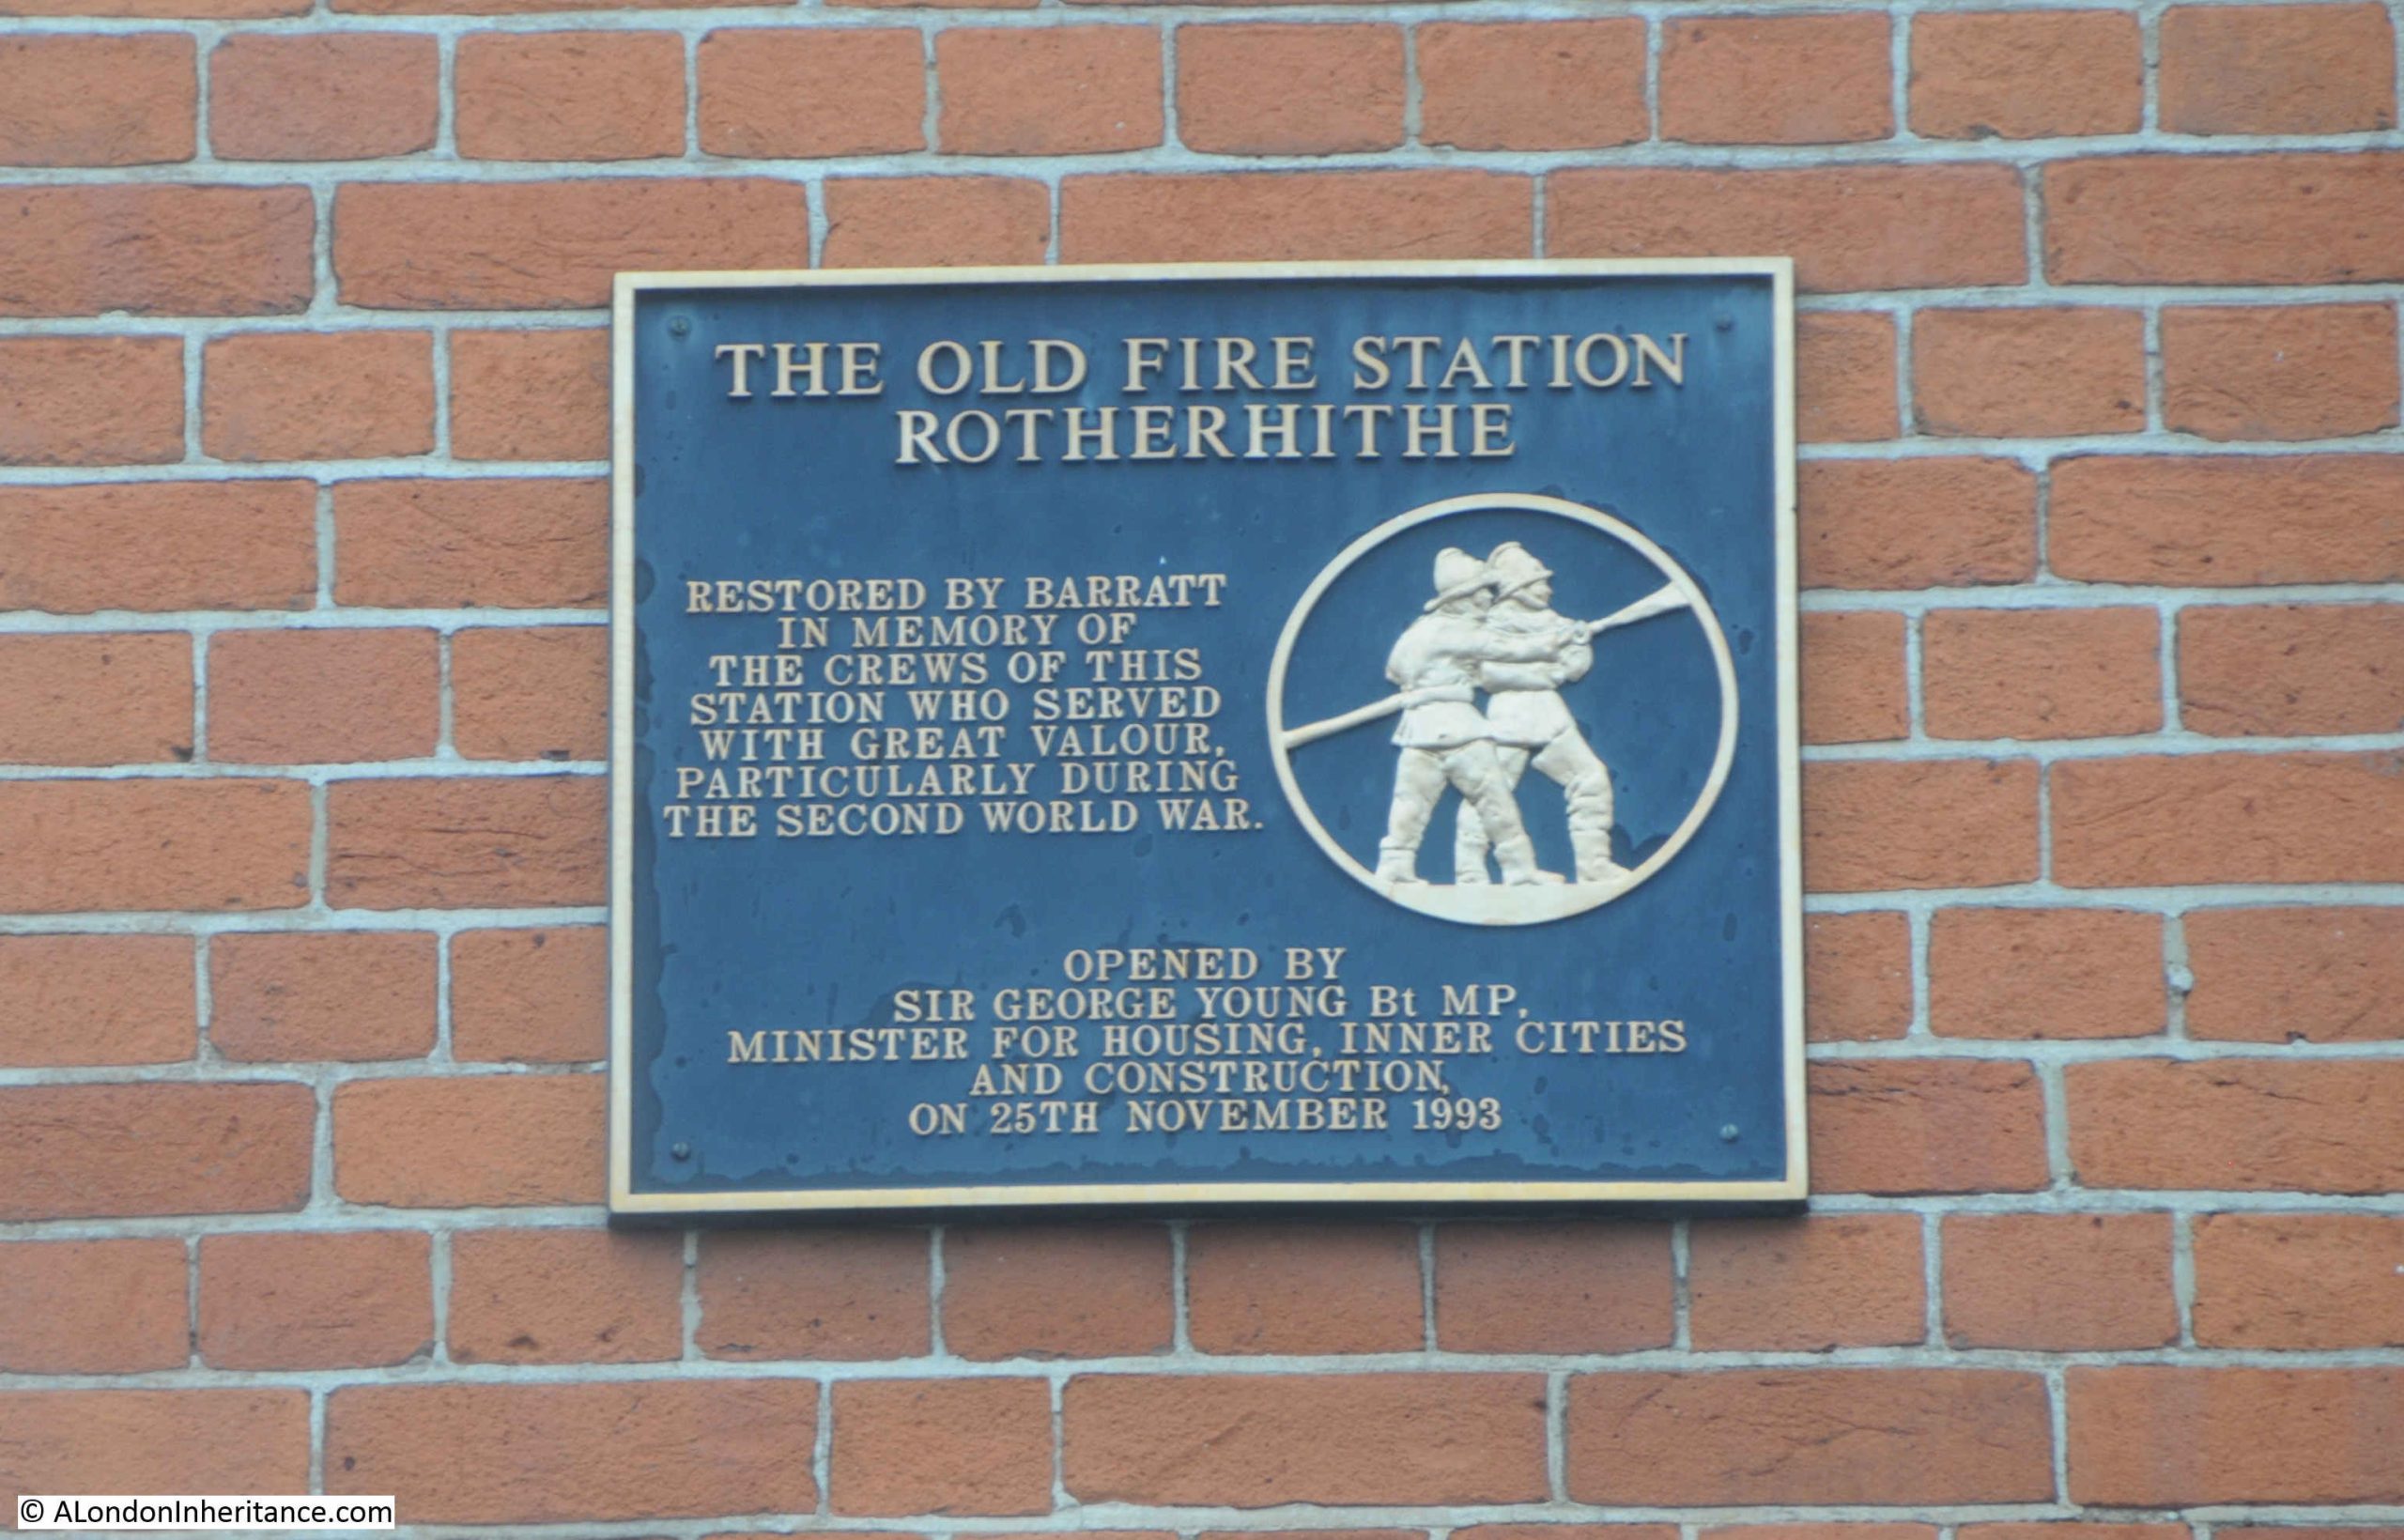 THE OLD FIRE STATION
ROTHERHITHE
RESTORED BY BARRATT
IN MEMORY OF
THE CREWS OF THIS
STATION WHO SERVED
WITH GREAT VALOUR,
PARTICULARLY DURING
THE SECOND WORLD WAR.
OPENED BY
SIR GEORGE YOUNG Bt MP,
MINISTER FOR HOUSING, INNER CITIES
AND CONSTRUCTION,
ON 25TH NOVEMBER 1993
© ALondonInheritance.com